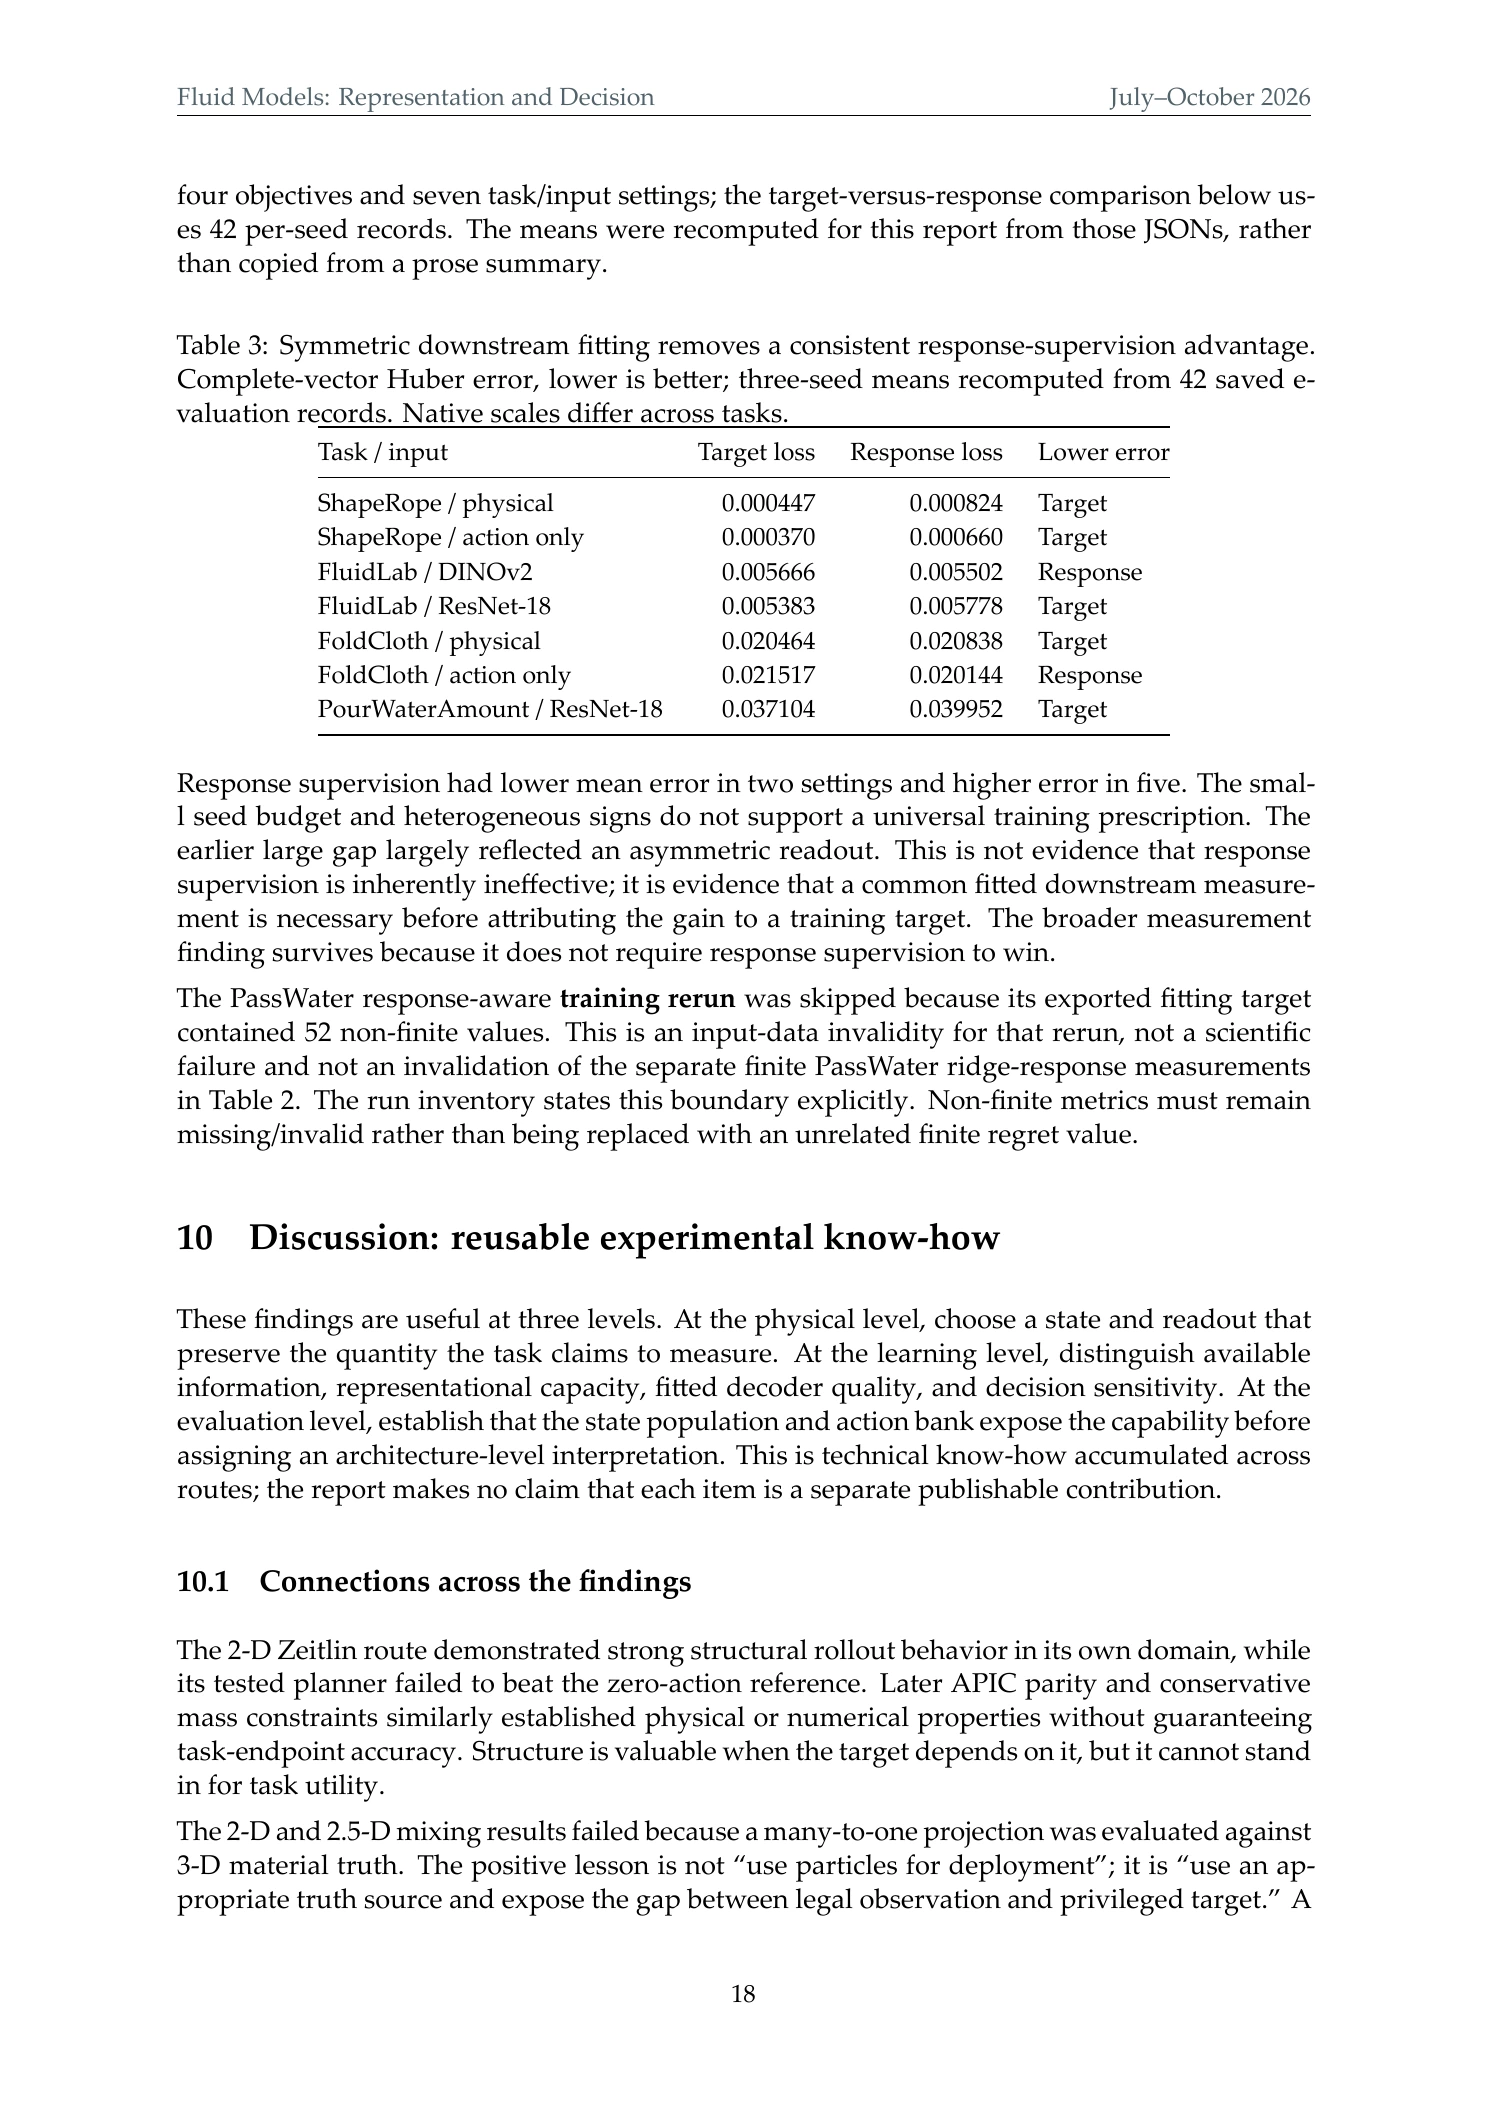 Fluid Models: Representation and Decision July–October 2026
four objectives and seven task/input settings; the target-versus-response comparison below us-
es 42 per-seed records. The means were recomputed for this report from those JSONs, rather
than copied from a prose summary.
Table 3: Symmetric downstream fitting removes a consistent response-supervision advantage.
Complete-vector Huber error, lower is better; three-seed means recomputed from 42 saved e-
valuation records. Native scales differ across tasks.
Task / input Target loss Response loss Lower error
ShapeRope / physical 0.000447 0.000824 Target
ShapeRope / action only 0.000370 0.000660 Target
FluidLab / DINOv2 0.005666 0.005502 Response
FluidLab / ResNet-18 0.005383 0.005778 Target
FoldCloth / physical 0.020464 0.020838 Target
FoldCloth / action only 0.021517 0.020144 Response
PourWaterAmount / ResNet-18 0.037104 0.039952 Target
Response supervision had lower mean error in two settings and higher error in five. The smal-
l seed budget and heterogeneous signs do not support a universal training prescription. The
earlier large gap largely reflected an asymmetric readout. This is not evidence that response
supervision is inherently ineffective; it is evidence that a common fitted downstream measure-
ment is necessary before attributing the gain to a training target. The broader measurement
finding survives because it does not require response supervision to win.
The PassWater response-aware training rerun was skipped because its exported fitting target
contained 52 non-finite values. This is an input-data invalidity for that rerun, not a scientific
failure and not an invalidation of the separate finite PassWater ridge-response measurements
in Table 2. The run inventory states this boundary explicitly. Non-finite metrics must remain
missing/invalid rather than being replaced with an unrelated finite regret value.
10 Discussion: reusable experimental know-how
These findings are useful at three levels. At the physical level, choose a state and readout that
preserve the quantity the task claims to measure. At the learning level, distinguish available
information, representational capacity, fitted decoder quality, and decision sensitivity. At the
evaluation level, establish that the state population and action bank expose the capability before
assigning an architecture-level interpretation. This is technical know-how accumulated across
routes; the report makes no claim that each item is a separate publishable contribution.
10.1 Connections across the findings
The 2-D Zeitlin route demonstrated strong structural rollout behavior in its own domain, while
its tested planner failed to beat the zero-action reference. Later APIC parity and conservative
mass constraints similarly established physical or numerical properties without guaranteeing
task-endpoint accuracy. Structure is valuable when the target depends on it, but it cannot stand
in for task utility.
The 2-D and 2.5-D mixing results failed because a many-to-one projection was evaluated against
3-D material truth. The positive lesson is not “use particles for deployment”; it is “use an ap-
propriate truth source and expose the gap between legal observation and privileged target.” A
18